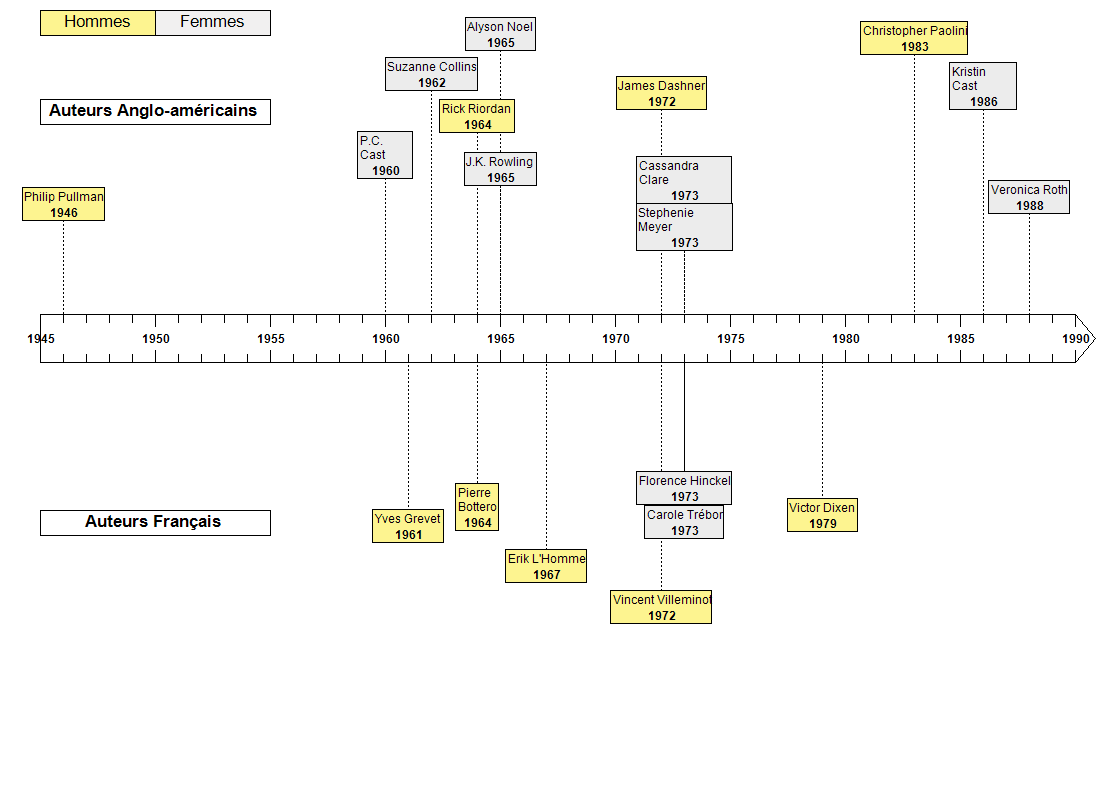 Hommes
Femmes
Alyson Noel
1965
Christopher Paolini
1983
Suzanne Collins
1962
Kristin
Cast
1986
James Dashner
1972
Auteurs Anglo-américains
Rick Riordan
1964
P.C.
Cast
1960
J.K. Rowling
1965
Cassandra
Clare
1973
Philip Pullman
1946
Veronica Roth
1988
Stephenie
Meyer
1973
1945
1950
1955
1960
1965
1970
1975
1980
1985
1990
Florence Hinckel
1973
Pierre
Bottero
1964
Victor Dixen
1979
Auteurs Français
Yves Grevet
1961
Carole Trébor
1973
Erik L'Homme
1967
Vincent Villeminot
1972